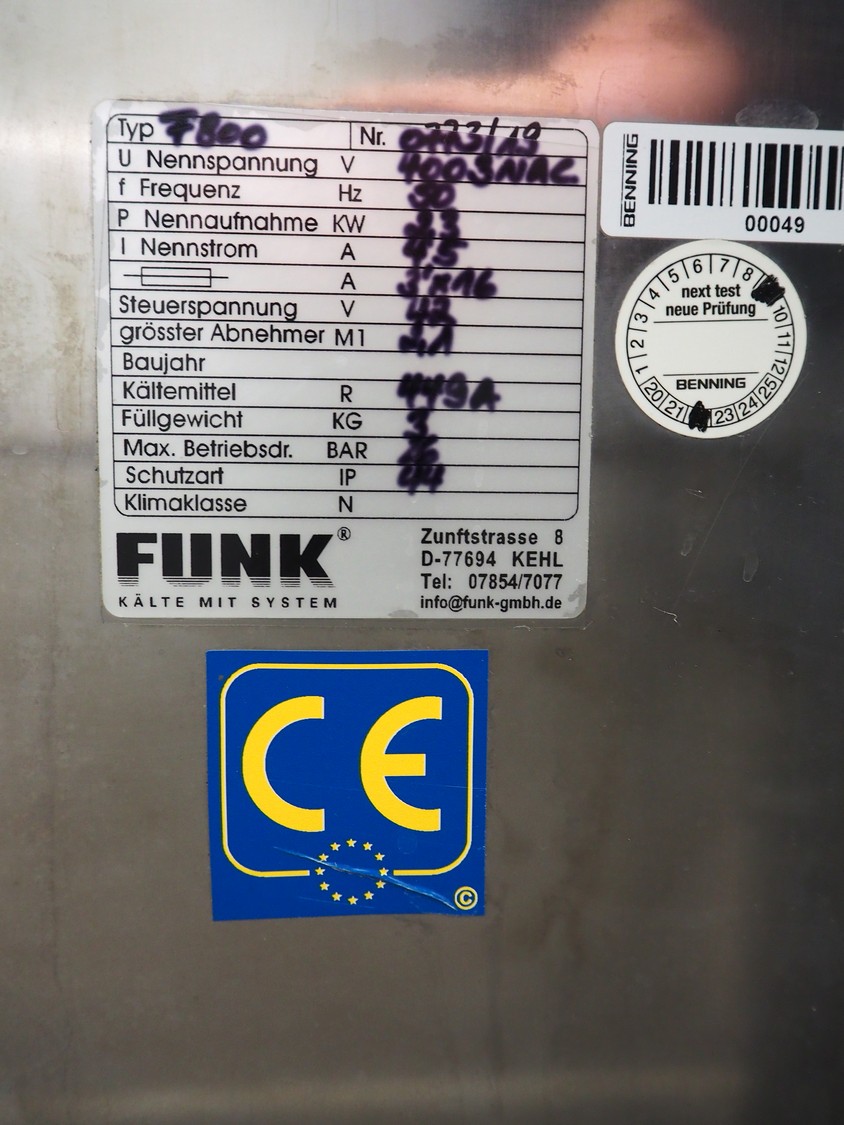 Typ F800 Nr.
U Nennspannung V 400 3NAC
f Frequenz Hz 50
P Nennaufnahme KW
I Nennstrom A
A
Steuerspannung V 42
grösster Abnehmer M1
Baujahr
Kältemittel R 449A
Füllgewicht KG 3
Max. Betriebsdr. BAR
Schutzart IP 44
Klimaklasse N
FUNK®
KÄLTE MIT SYSTEM
Zunftstrasse 8
D-77694 KEHL
Tel: 07854/7077
info@funk-gmbh.de
BENNING
00049
1 2 3 4 5 6 7 8 10 11 12
next test
neue Prüfung
BENNING
20 21 23 24 25
CE
©